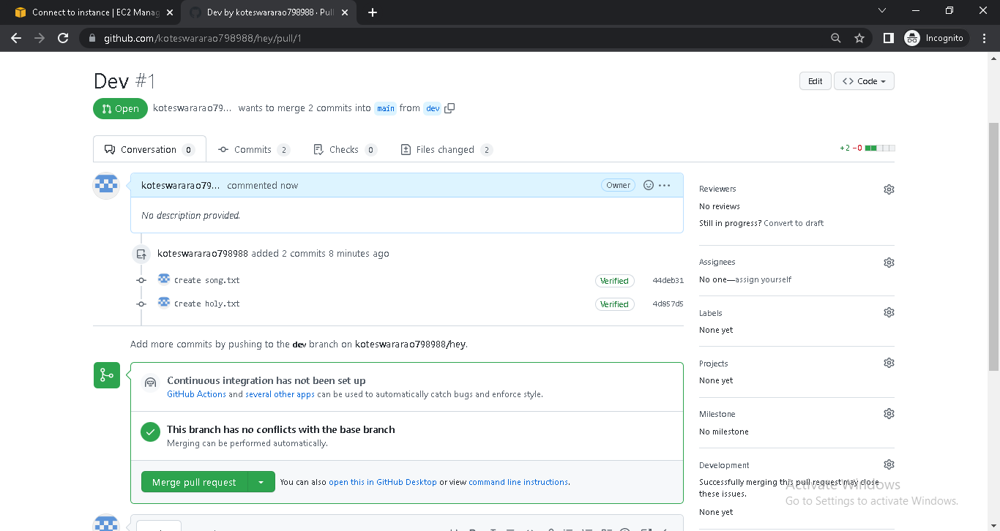 Connect to instance | EC2 Manag
Dev by koteswararao798988 · Pull
github.com/koteswararao798988/hey/pull/1
Incognito
Dev #1
Edit
<> Code
Open
koteswararao79... wants to merge 2 commits into main from dev
Conversation 0
Commits 2
Checks 0
Files changed 2
+2 −0
koteswararao79... commented now
Owner
No description provided.
koteswararao798988 added 2 commits 8 minutes ago
Create song.txt
Verified
44deb31
Create holy.txt
Verified
4d057d5
Add more commits by pushing to the dev branch on koteswararao798988/hey.
Continuous integration has not been set up
GitHub Actions and several other apps can be used to automatically catch bugs and enforce style.
This branch has no conflicts with the base branch
Merging can be performed automatically.
Merge pull request
You can also open this in GitHub Desktop or view command line instructions.
Reviewers
No reviews
Still in progress? Convert to draft
Assignees
No one—assign yourself
Labels
None yet
Projects
None yet
Milestone
No milestone
Development
Successfully merging this pull request may close
these issues.
None yet
Activate Windows
Go to Settings to activate Windows.